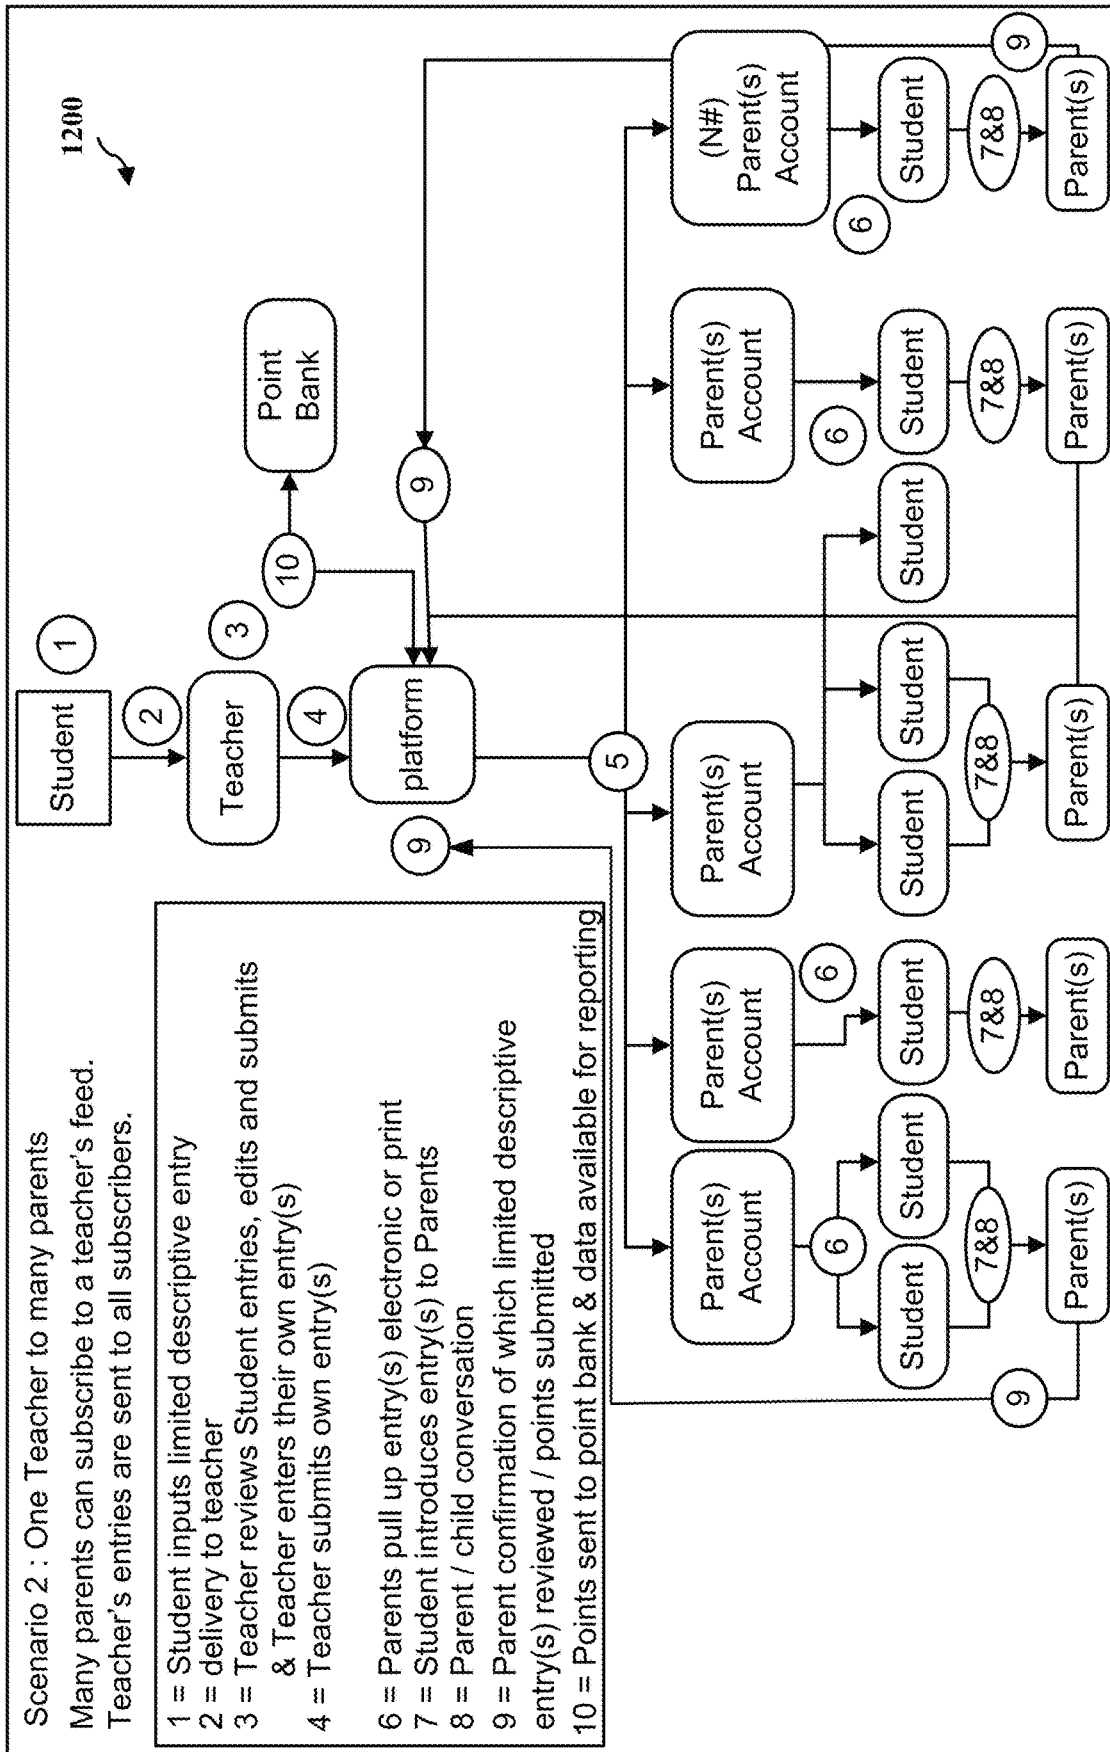 Scenario 2 : One Teacher to many parents
Many parents can subscribe to a teacher's feed.
Teacher's entries are sent to all subscribers.
1 = Student inputs limited descriptive entry
2 = delivery to teacher
3 = Teacher reviews Student entries, edits and submits
& Teacher enters their own entry(s)
4 = Teacher submits own entry(s)
6 = Parents pull up entry(s) electronic or print
7 = Student introduces entry(s) to Parents
8 = Parent / child conversation
9 = Parent confirmation of which limited descriptive
entry(s) reviewed / points submitted
10 = Points sent to point bank & data available for reporting
1200
Student
1
2
Teacher
3
4
10
Point
Bank
platform
9
9
5
Parent(s)
Account
Parent(s)
Account
Parent(s)
Account
Parent(s)
Account
(N#)
Parent(s)
Account
6
6
6
6
Student
Student
Student
Student
Student
Student
Student
Student
7&8
7&8
7&8
7&8
7&8
9
9
Parent(s)
Parent(s)
Parent(s)
Parent(s)
Parent(s)